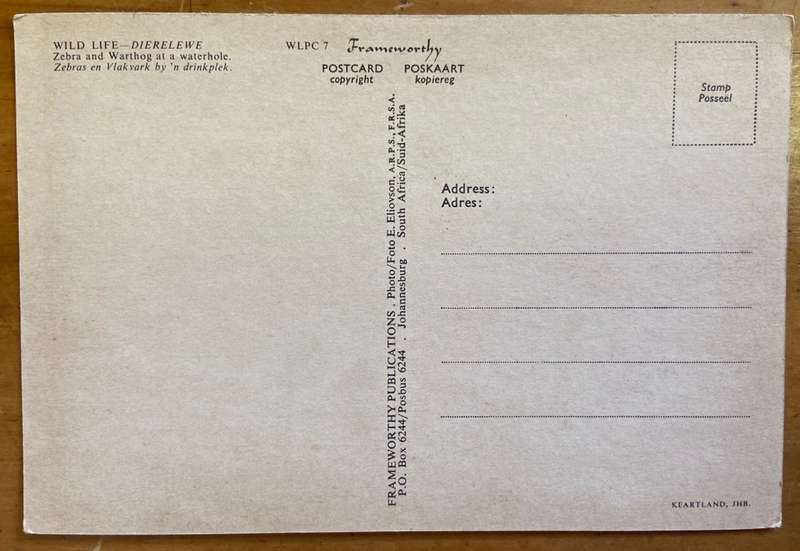 WILD LIFE—DIERELEWE
Zebra and Warthog at a waterhole.
Zebras en Vlakvark by 'n drinkplek.
WLPC 7 Frameworthy
POSTCARD POSKAART
copyright kopiereg
Stamp
Posseël
FRAMEWORTHY PUBLICATIONS . Photo/Foto E. Eliovson, A.R.P.S., F.R.S.A.
P.O. Box 6244/Posbus 6244 . Johannesburg . South Africa/Suid-Afrika
Address:
Adres:
KEARTLAND, JHB.